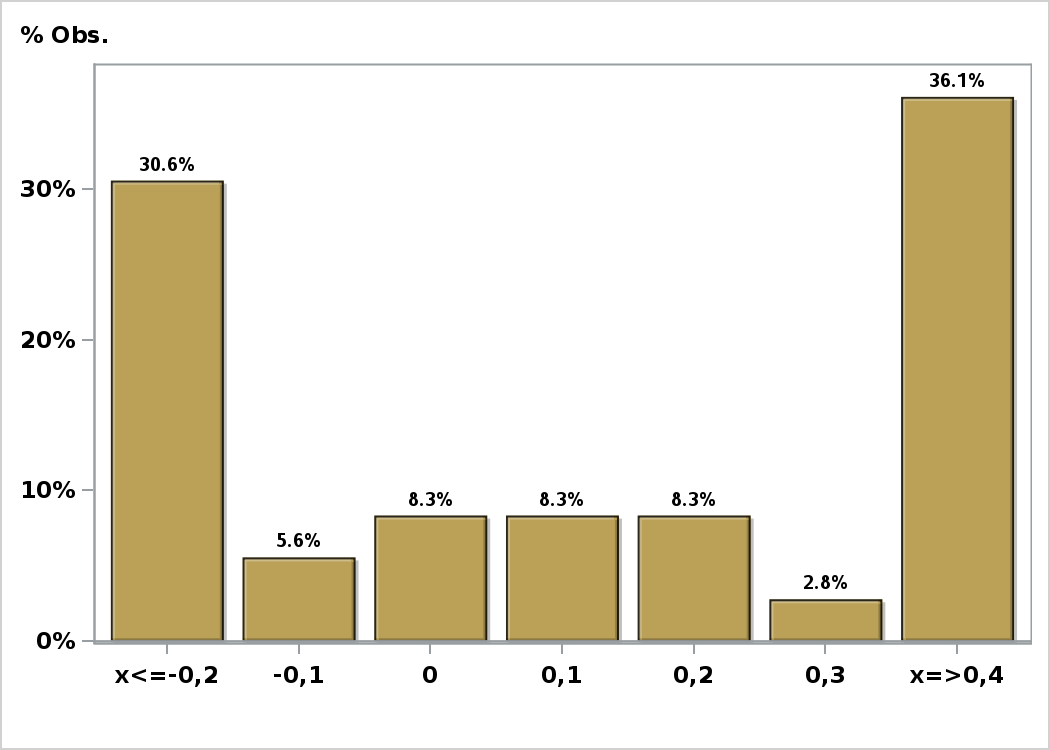 % Obs.
36.1%
30.6%
30%
20%
10%
8.3% 8.3% 8.3%
5.6%
2.8%
0%
x<=-0,2 -0,1 0 0,1 0,2 0,3 x=>0,4